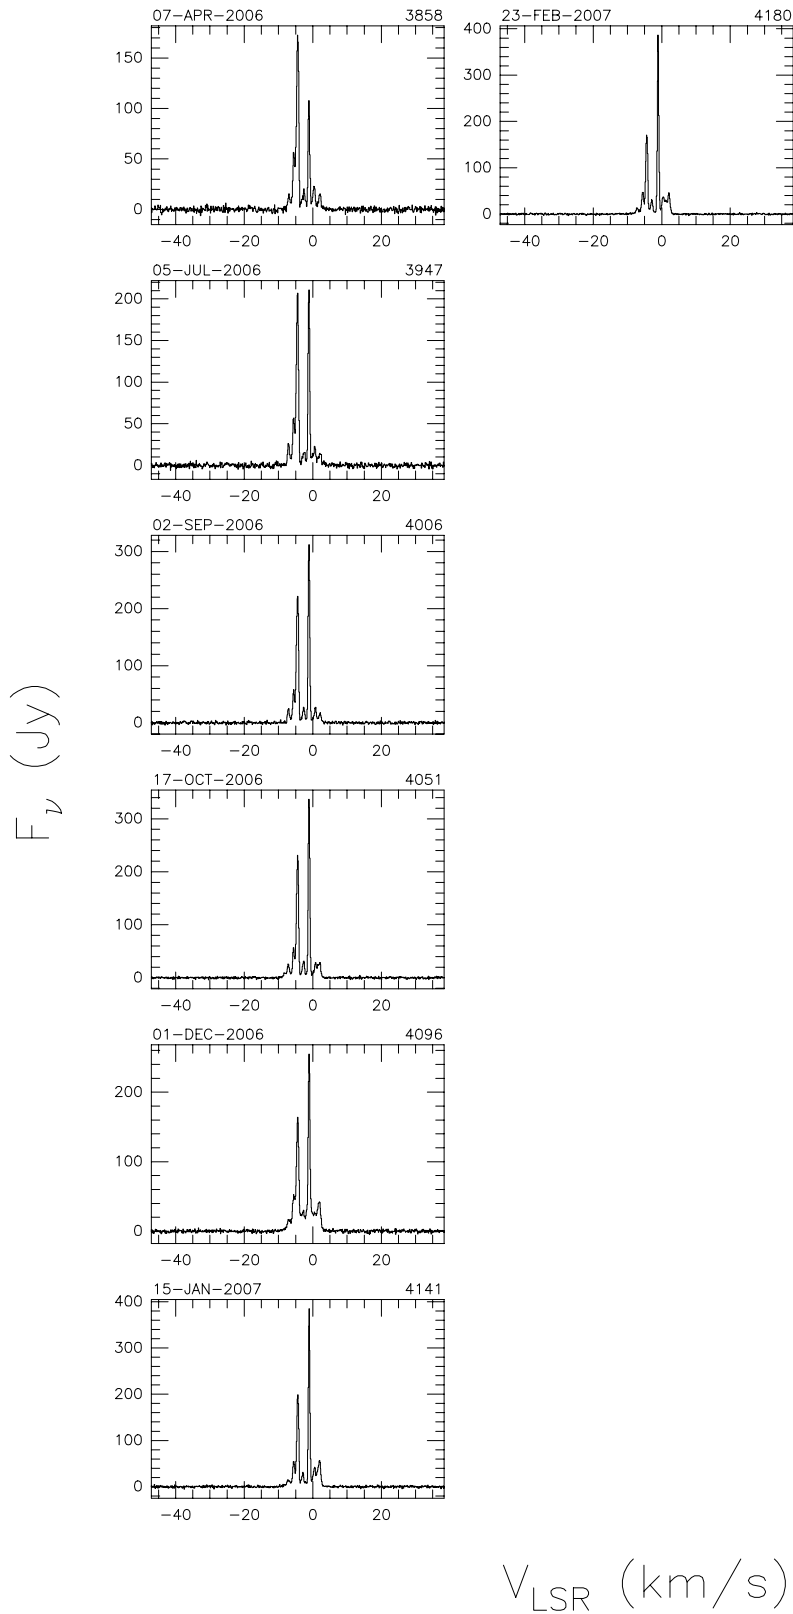 07-APR-2006 3858
150
100
50
0
-40 -20 0 20
23-FEB-2007 4180
400
300
200
100
0
-40 -20 0 20
05-JUL-2006 3947
200
150
100
50
0
-40 -20 0 20
02-SEP-2006 4006
300
200
100
0
-40 -20 0 20
17-OCT-2006 4051
300
200
100
0
-40 -20 0 20
01-DEC-2006 4096
200
100
0
-40 -20 0 20
15-JAN-2007 4141
400
300
200
100
0
-40 -20 0 20
Fν (Jy)
VLSR (km/s)